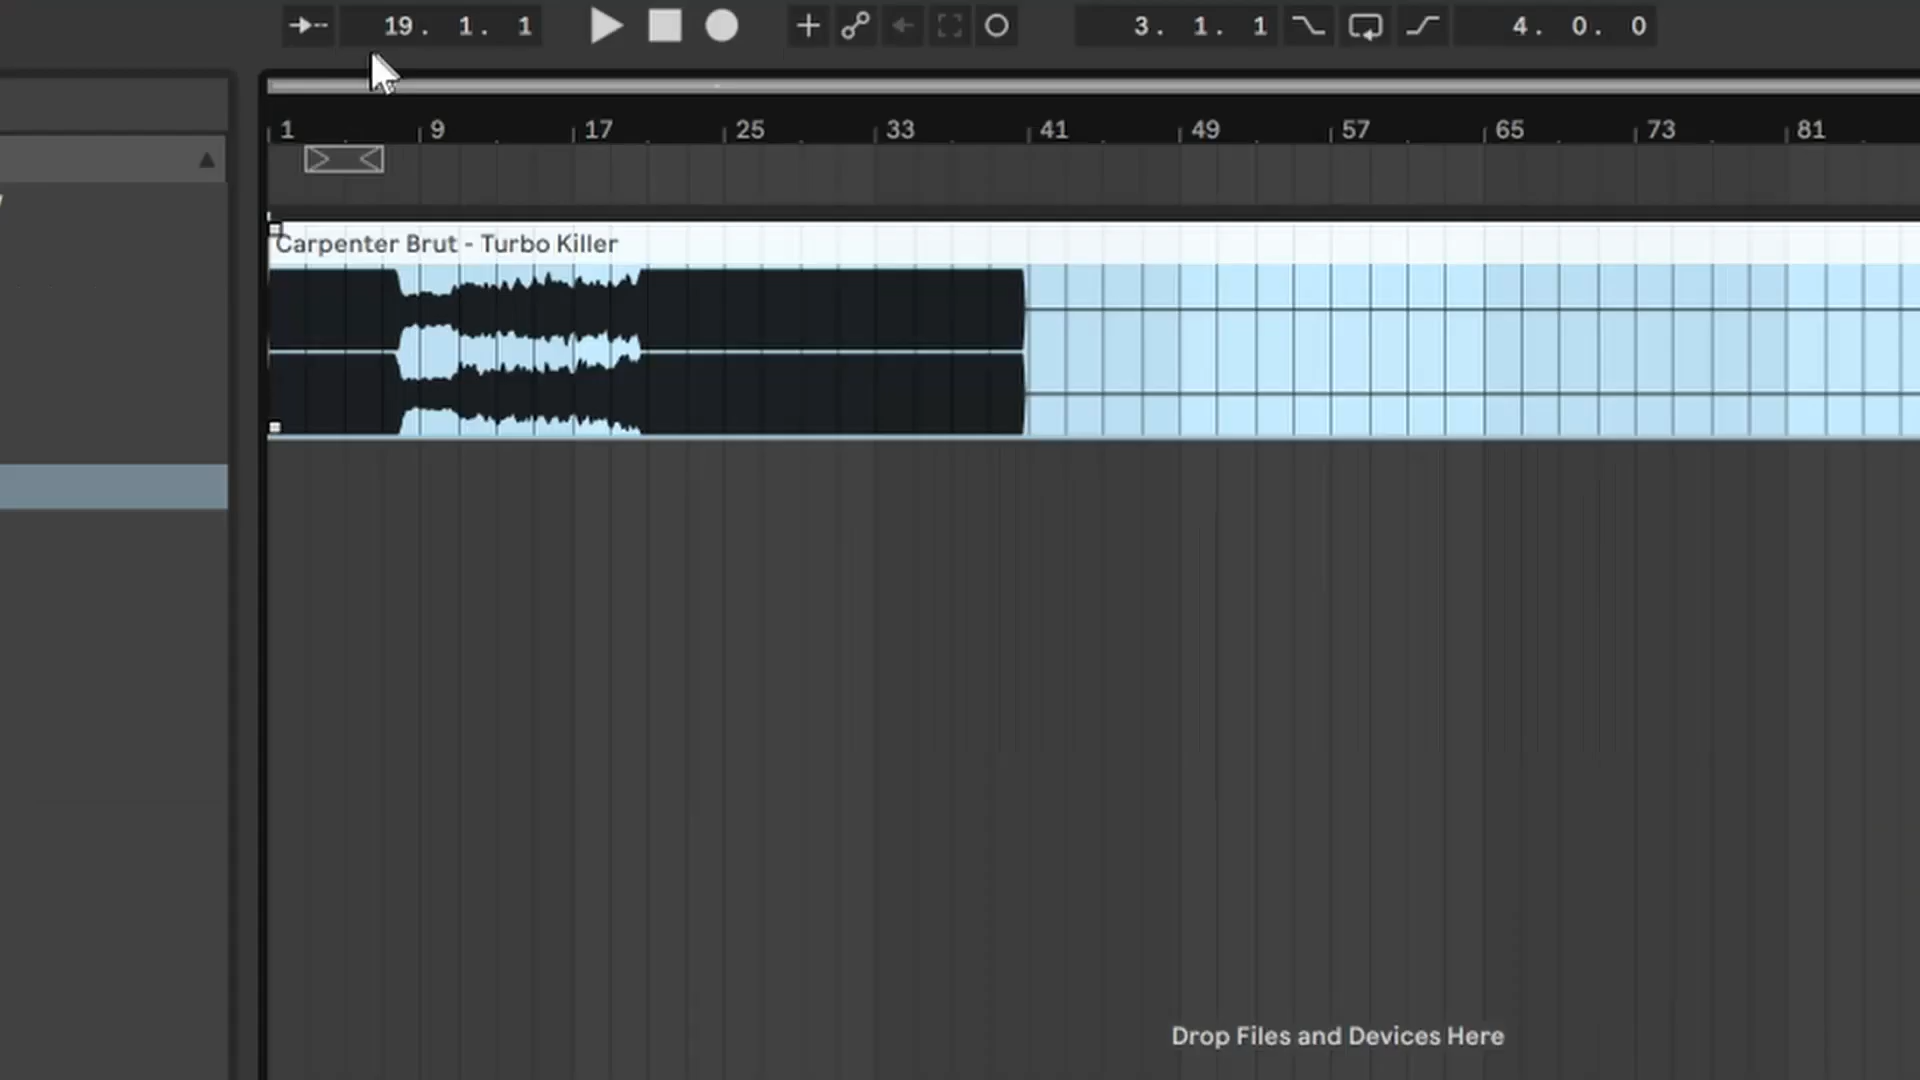 19. 1. 1 3. 1. 1 4. 0. 0
1 9 17 25 33 41 49 57 65 73 81
Carpenter Brut - Turbo Killer
Drop Files and Devices Here